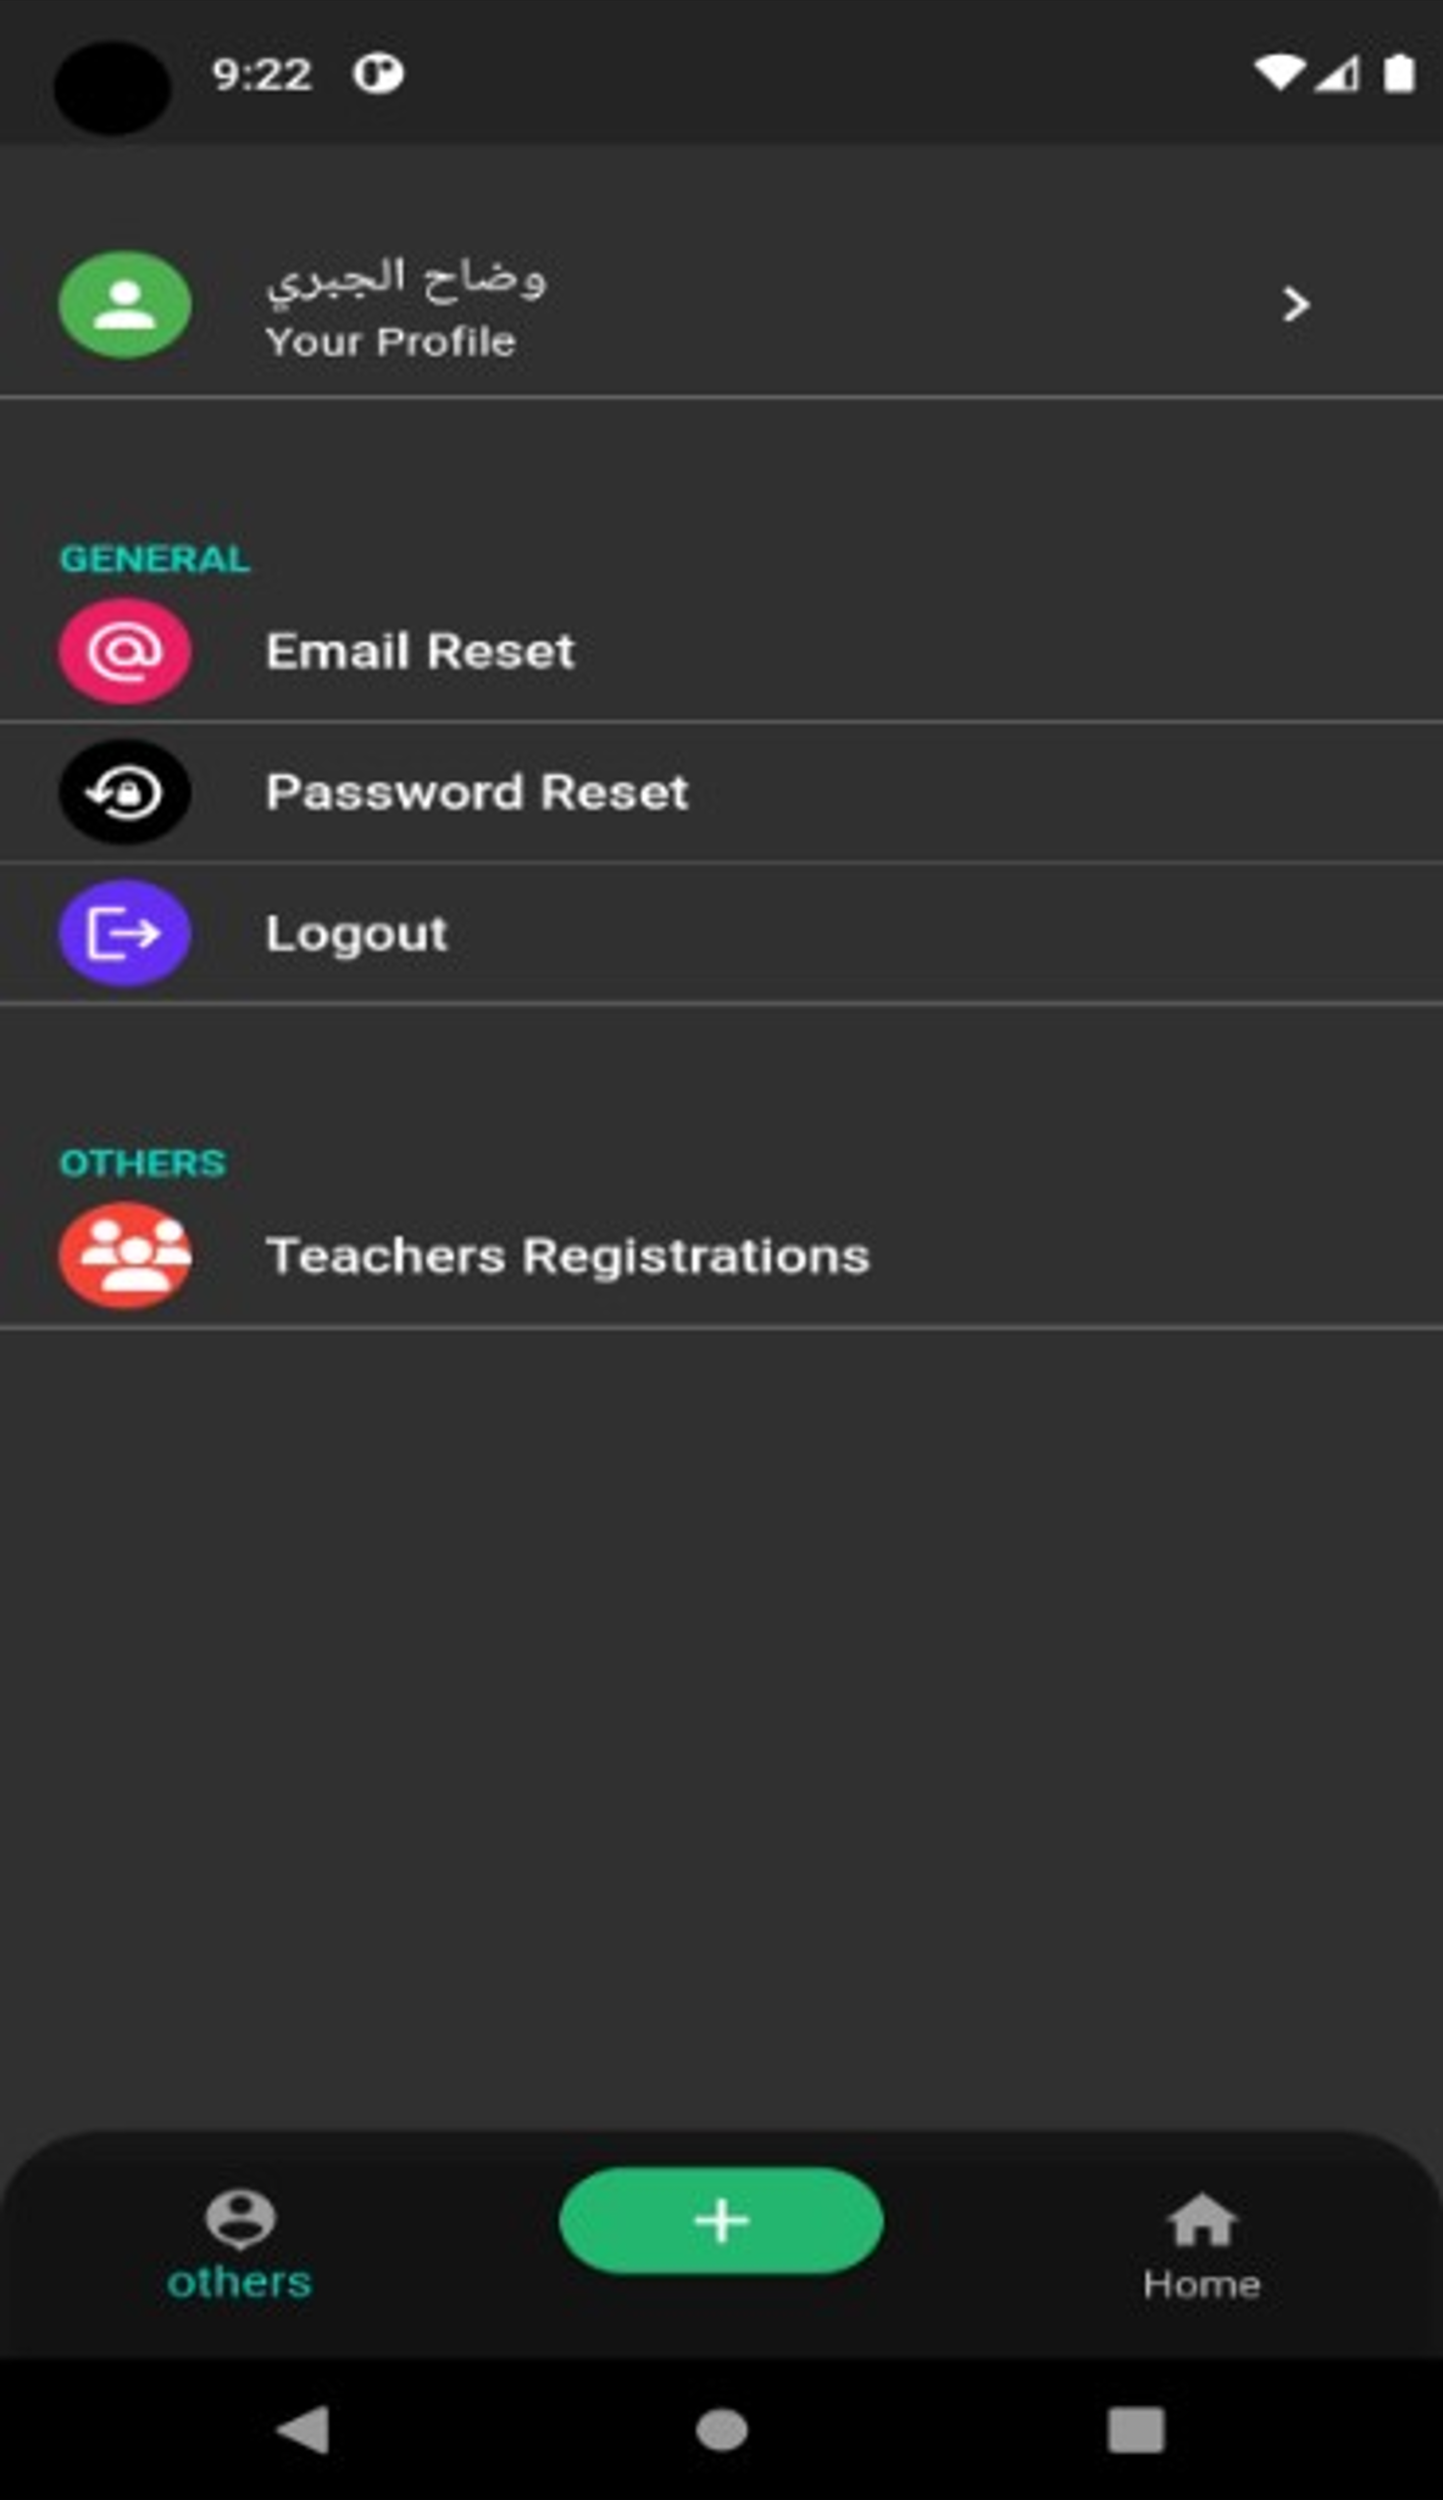 9:22
وضاح الجبري
Your Profile
GENERAL
Email Reset
Password Reset
Logout
OTHERS
Teachers Registrations
others
Home